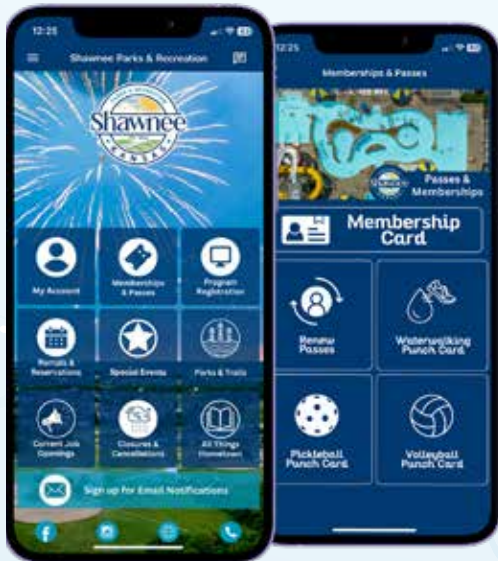 12:25
Shawnee Parks & Recreation
Shawnee
KANSAS
My Account
Memberships
& Passes
Program
Registration
Rentals &
Reservations
Special Events
Parks & Trails
Current Job
Openings
Closures &
Cancellations
All Things
Hometown
Sign up for Email Notifications
12:25
Memberships & Passes
Shawnee
Passes &
Memberships
Membership
Card
Renew
Passes
Waterwalking
Punch Card
Pickleball
Punch Card
Volleyball
Punch Card